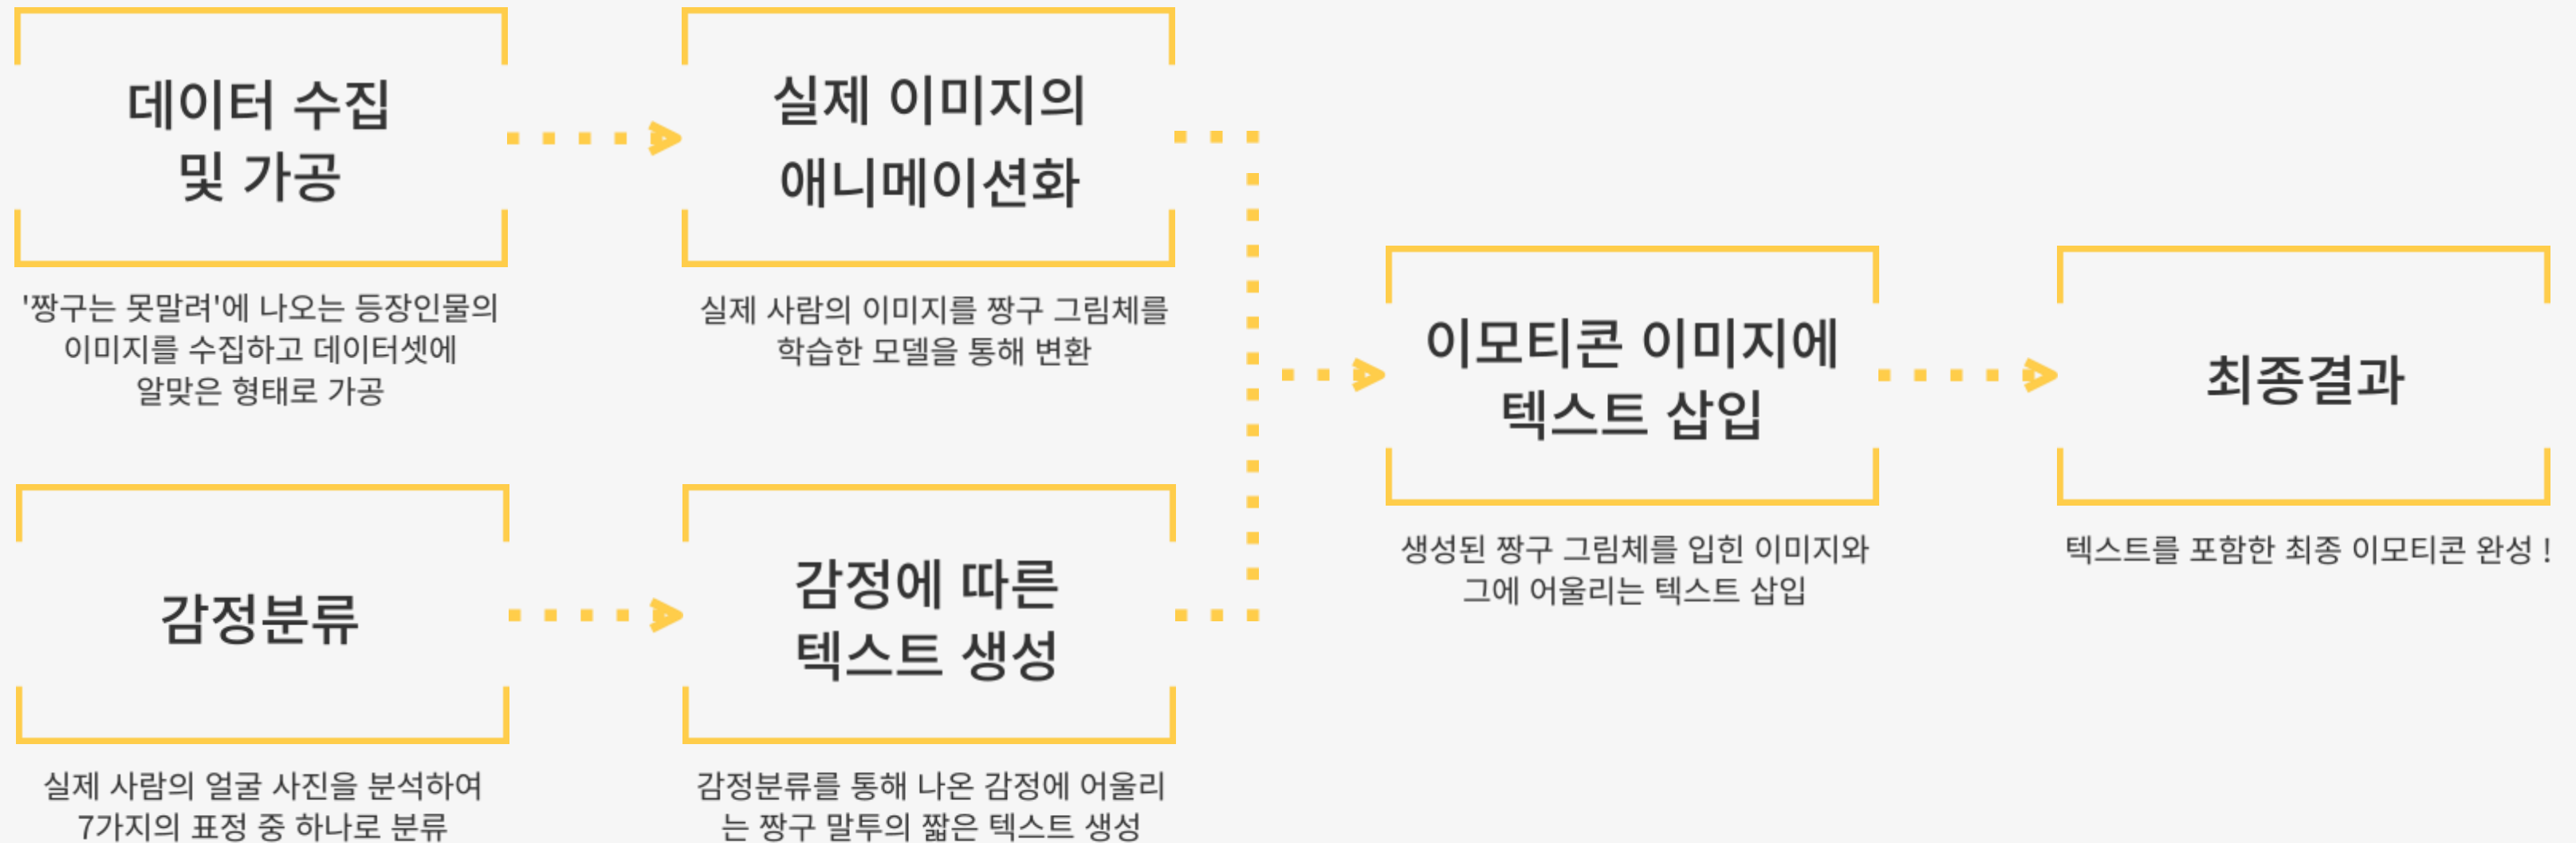 데이터 수집
및 가공
'짱구는 못말려'에 나오는 등장인물의
이미지를 수집하고 데이터셋에
알맞은 형태로 가공
실제 이미지의
애니메이션화
실제 사람의 이미지를 짱구 그림체를
학습한 모델을 통해 변환
감정분류
실제 사람의 얼굴 사진을 분석하여
7가지의 표정 중 하나로 분류
감정에 따른
텍스트 생성
감정분류를 통해 나온 감정에 어울리
는 짱구 말투의 짧은 텍스트 생성
이모티콘 이미지에
텍스트 삽입
생성된 짱구 그림체를 입힌 이미지와
그에 어울리는 텍스트 삽입
최종결과
텍스트를 포함한 최종 이모티콘 완성 !